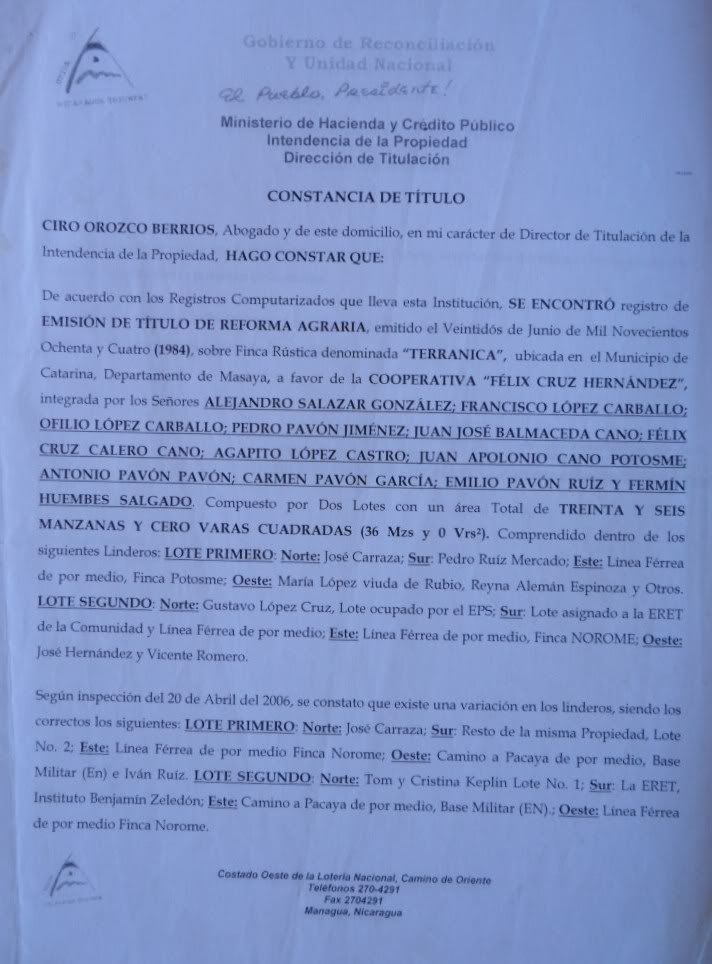 Gobierno de Reconciliación
Y Unidad Nacional
El Pueblo, Presidente!
NICARAGUA
Ministerio de Hacienda y Crédito Público
Intendencia de la Propiedad
Dirección de Titulación
CONSTANCIA DE TÍTULO
CIRO OROZCO BERRIOS, Abogado y de este domicilio, en mi carácter de Director de Titulación de la
Intendencia de la Propiedad, HAGO CONSTAR QUE:
De acuerdo con los Registros Computarizados que lleva esta Institución, SE ENCONTRÓ registro de
EMISIÓN DE TÍTULO DE REFORMA AGRARIA, emitido el Veintidós de Junio de Mil Novecientos
Ochenta y Cuatro (1984), sobre Finca Rústica denominada “TERRANICA”, ubicada en el Municipio de
Catarina, Departamento de Masaya, a favor de la COOPERATIVA “FÉLIX CRUZ HERNÁNDEZ”,
integrada por los Señores ALEJANDRO SALAZAR GONZÁLEZ; FRANCISCO LÓPEZ CARBALLO;
OFILIO LÓPEZ CARBALLO; PEDRO PAVÓN JIMÉNEZ; JUAN JOSÉ BALMACEDA CANO; FÉLIX
CRUZ CALERO CANO; AGAPITO LÓPEZ CASTRO; JUAN APOLONIO CANO POTOSME;
ANTONIO PAVÓN PAVÓN; CARMEN PAVÓN GARCÍA; EMILIO PAVÓN RUÍZ Y FERMÍN
HUEMBES SALGADO. Compuesto por Dos Lotes con un área Total de TREINTA Y SEIS
MANZANAS Y CERO VARAS CUADRADAS (36 Mzs y 0 Vrs²). Comprendido dentro de los
siguientes Linderos: LOTE PRIMERO: Norte: José Carraza; Sur: Pedro Ruíz Mercado; Este: Línea Férrea
de por medio, Finca Potosme; Oeste: María López viuda de Rubio, Reyna Alemán Espinoza y Otros.
LOTE SEGUNDO: Norte: Gustavo López Cruz, Lote ocupado por el EPS; Sur: Lote asignado a la ERET
de la Comunidad y Línea Férrea de por medio; Este: Línea Férrea de por medio, Finca NOROME; Oeste:
José Hernández y Vicente Romero.
Según inspección del 20 de Abril del 2006, se constato que existe una variación en los linderos, siendo los
correctos los siguientes: LOTE PRIMERO: Norte: José Carraza; Sur: Resto de la misma Propiedad, Lote
No. 2; Este: Línea Férrea de por medio Finca Norome; Oeste: Camino a Pacaya de por medio, Base
Militar (En) e Iván Ruíz. LOTE SEGUNDO: Norte: Tom y Cristina Keplin Lote No. 1; Sur: La ERET,
Instituto Benjamín Zeledón; Este: Camino a Pacaya de por medio, Base Militar (EN).; Oeste: Línea Férrea
de por medio Finca Norome.
Costado Oeste de la Lotería Nacional, Camino de Oriente
Teléfonos 270-4291
Fax 2704291
Managua, Nicaragua